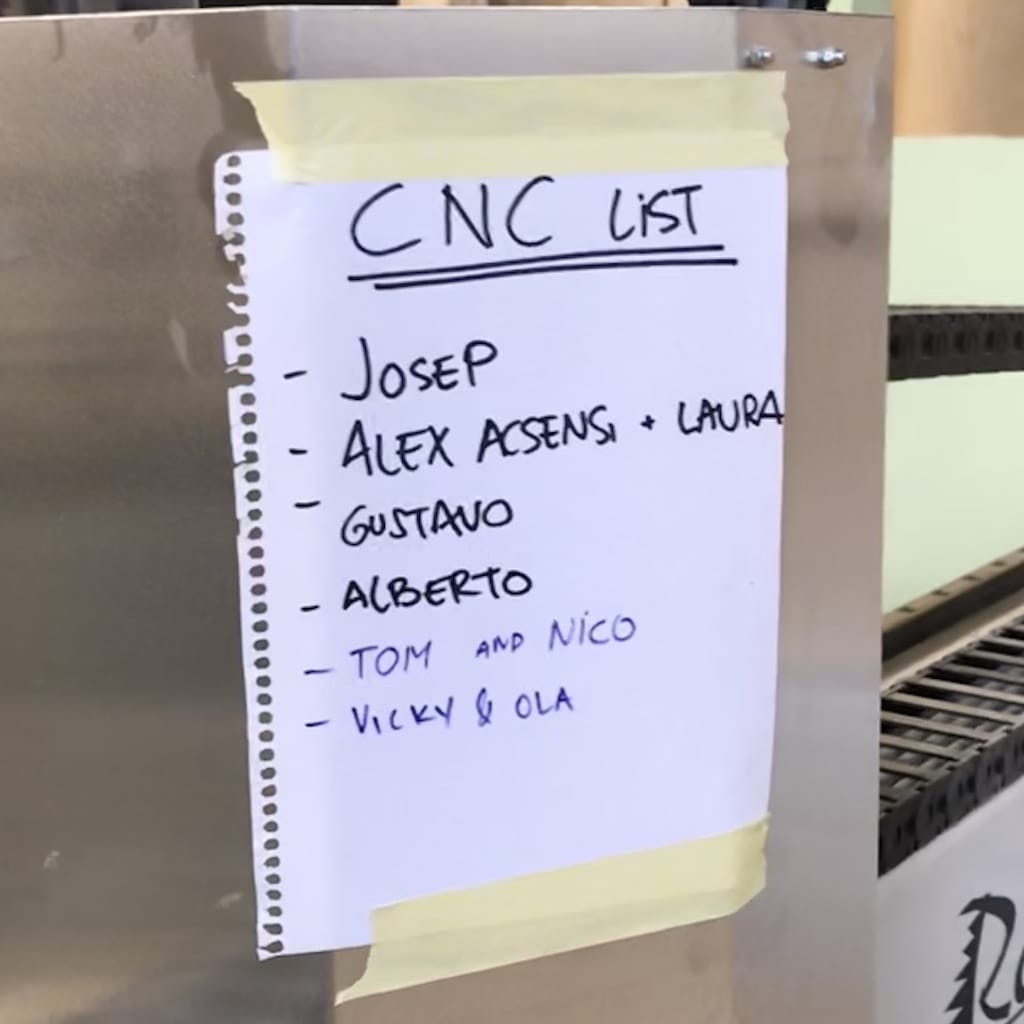 CNC LiST
- JOSEP
- ALEX ACSENSi + LAURA
- GUSTAVO
- ALBERTO
- TOM AND NiCO
- ViCKY & OLA